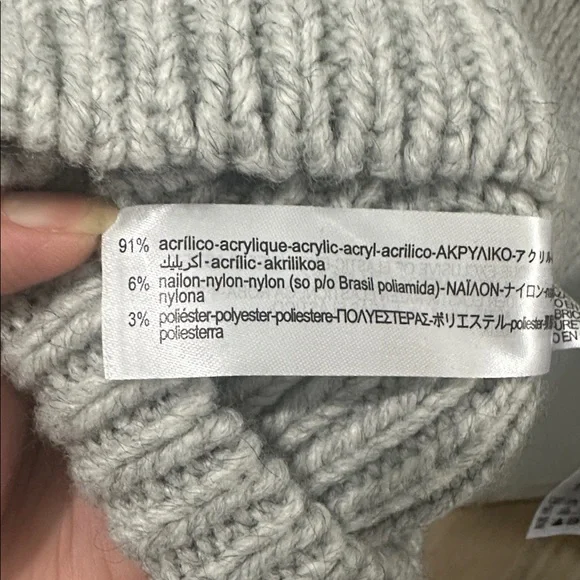 91% acrílico-acrylique-acrylic-acryl-acrilico-ΑΚΡΥΛΙΚΟ-アクリル
أكريليك-acrílic-akrilikoa
6% nailon-nylon-nylon (so p/o Brasil poliamida)-ΝΑΪΛΟΝ-ナイロン-
nylona
3% poliéster-polyester-poliestere-ΠΟΛΥΕΣΤΕΡΑΣ-ポリエステル-poliester-
poliesterra